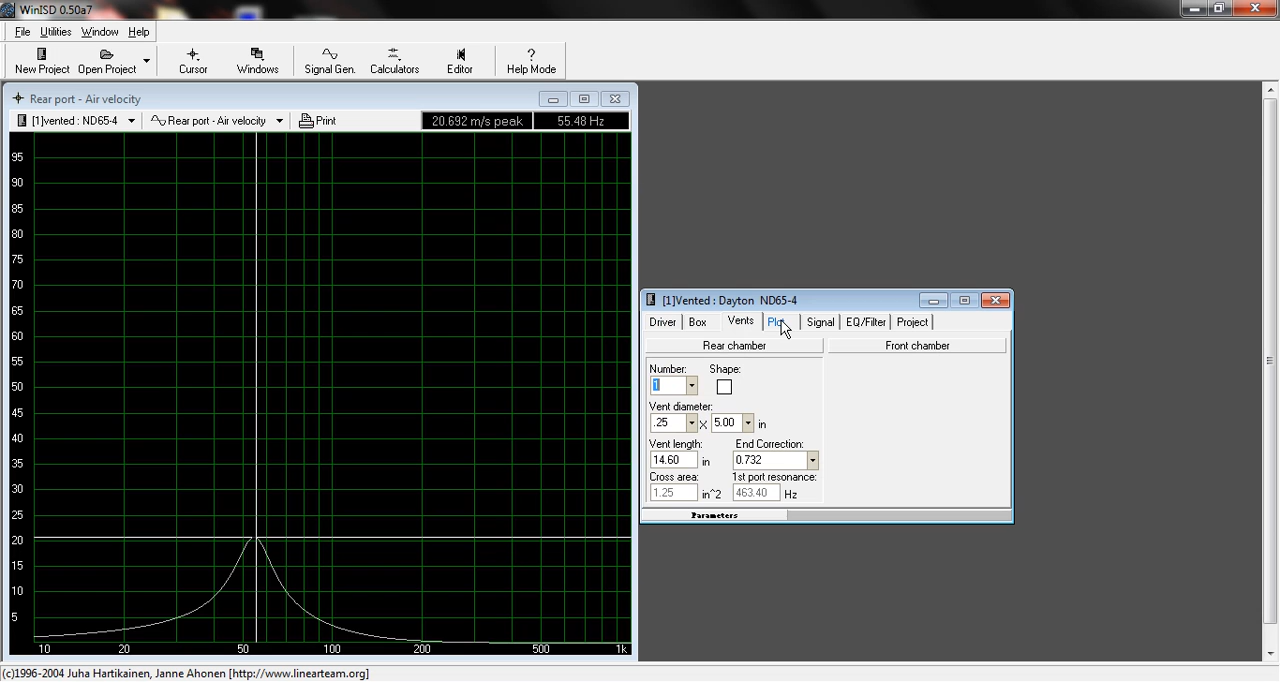 WinISD 0.50a7
File Utilities Window Help
New Project Open Project Cursor Windows Signal Gen. Calculators Editor Help Mode
Rear port - Air velocity
[1]vented : ND65-4 Rear port - Air velocity Print 20.692 m/s peak 55.48 Hz
95
90
85
80
75
70
65
60
55
50
45
40
35
30
25
20
15
10
5
10 20 50 100 200 500 1k
[1]Vented : Dayton ND65-4
Driver Box Vents Plot Signal EQ/Filter Project
Rear chamber Front chamber
Number: Shape:
1
Vent diameter:
.25 X 5.00 in
Vent length: End Correction:
14.60 in 0.732
Cross area: 1st port resonance:
1.25 in^2 463.40 Hz
Parameters
(c)1996-2004 Juha Hartikainen, Janne Ahonen [http://www.linearteam.org]